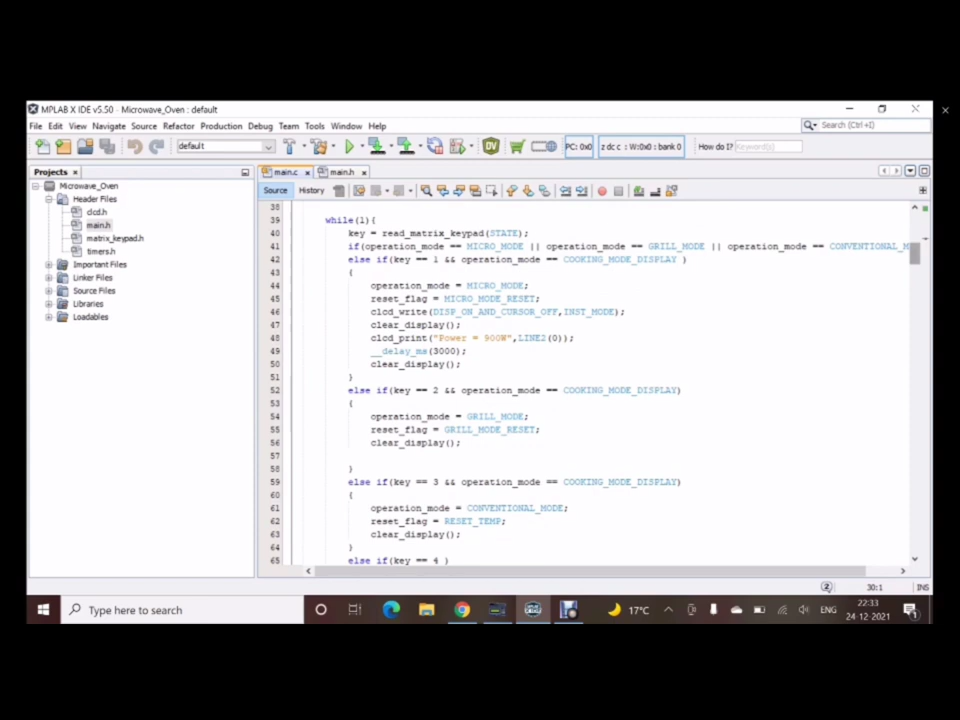 MPLAB X IDE v5.50 - Microwave_Oven : default
File Edit View Navigate Source Refactor Production Debug Team Tools Window Help
Search (Ctrl+I)
default
PC: 0x0
z dc c : W:0x0 : bank 0
How do I? Keyword(s)
Projects
main.c
main.h
Source History
Microwave_Oven
Header Files
clcd.h
main.h
matrix_keypad.h
timers.h
Important Files
Linker Files
Source Files
Libraries
Loadables
38
39 while(1){
40 key = read_matrix_keypad(STATE);
41 if(operation_mode == MICRO_MODE || operation_mode == GRILL_MODE || operation_mode == CONVENTIONAL_M
42 else if(key == 1 && operation_mode == COOKING_MODE_DISPLAY )
43 {
44 operation_mode = MICRO_MODE;
45 reset_flag = MICRO_MODE_RESET;
46 clcd_write(DISP_ON_AND_CURSOR_OFF,INST_MODE);
47 clear_display();
48 clcd_print("Power = 900W",LINE2(0));
49 __delay_ms(3000);
50 clear_display();
51 }
52 else if(key == 2 && operation_mode == COOKING_MODE_DISPLAY)
53 {
54 operation_mode = GRILL_MODE;
55 reset_flag = GRILL_MODE_RESET;
56 clear_display();
57
58 }
59 else if(key == 3 && operation_mode == COOKING_MODE_DISPLAY)
60 {
61 operation_mode = CONVENTIONAL_MODE;
62 reset_flag = RESET_TEMP;
63 clear_display();
64 }
65 else if(key == 4 )
2
30:1
INS
Type here to search
17°C
ENG
22:33
24-12-2021
1